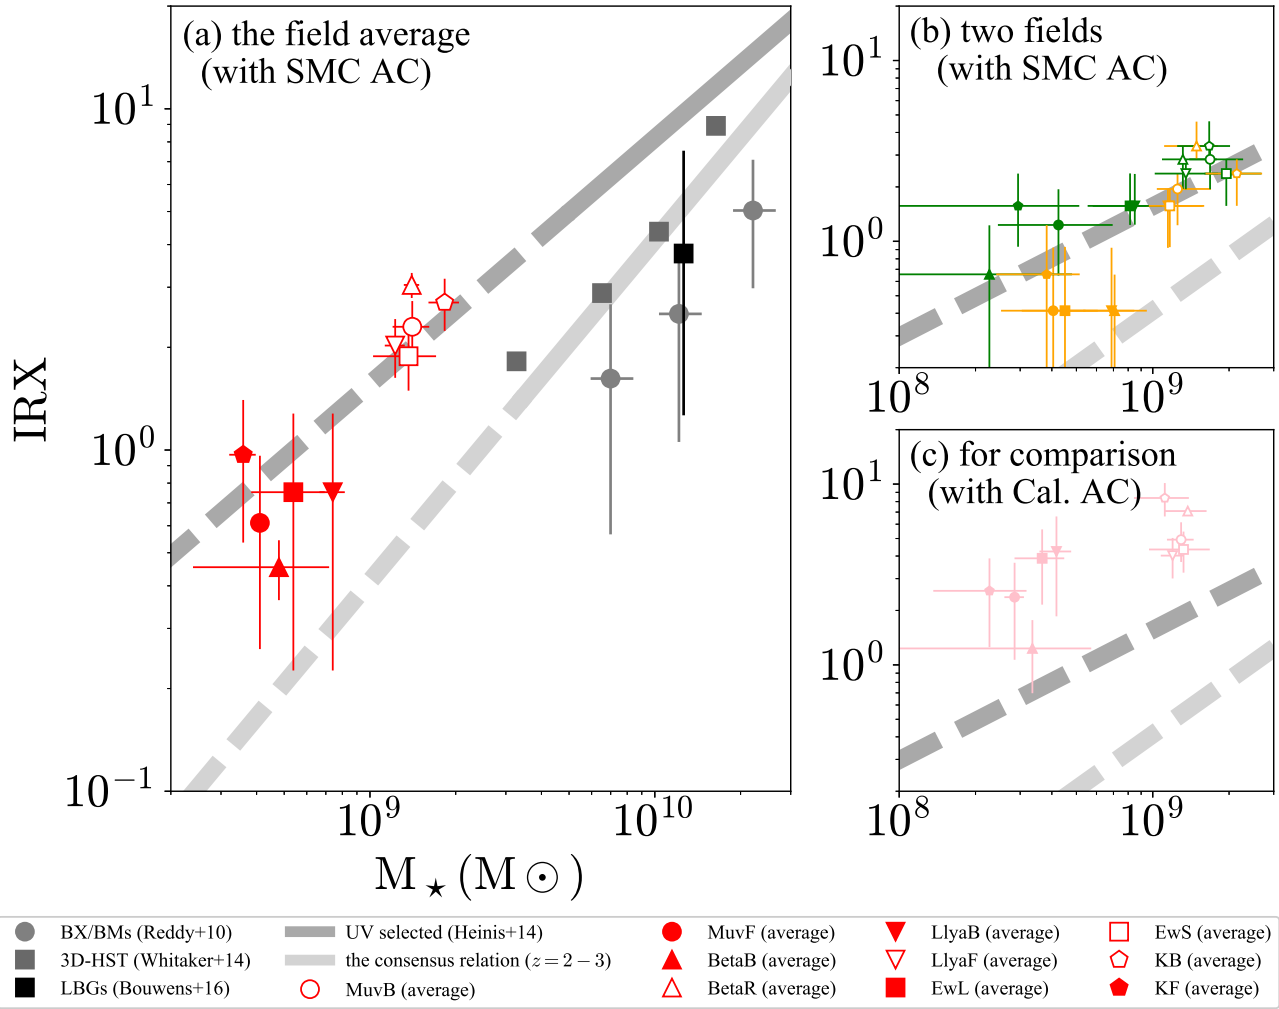 (a) the field average
(with SMC AC)
10^1
10^0
10^−1
IRX
10^9
10^10
M⋆(M⊙)
(b) two fields
(with SMC AC)
10^1
10^0
10^8
10^9
(c) for comparison
(with Cal. AC)
10^1
10^0
10^8
10^9
BX/BMs (Reddy+10)
3D-HST (Whitaker+14)
LBGs (Bouwens+16)
UV selected (Heinis+14)
the consensus relation (z = 2 − 3)
MuvB (average)
MuvF (average)
BetaB (average)
BetaR (average)
LlyaB (average)
LlyaF (average)
EwL (average)
EwS (average)
KB (average)
KF (average)